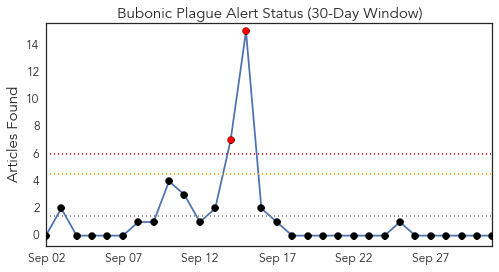 Bubonic Plague Alert Status (30-Day Window)
Articles Found
14
12
10
8
6
4
2
0
Sep 02 Sep 07 Sep 12 Sep 17 Sep 22 Sep 27